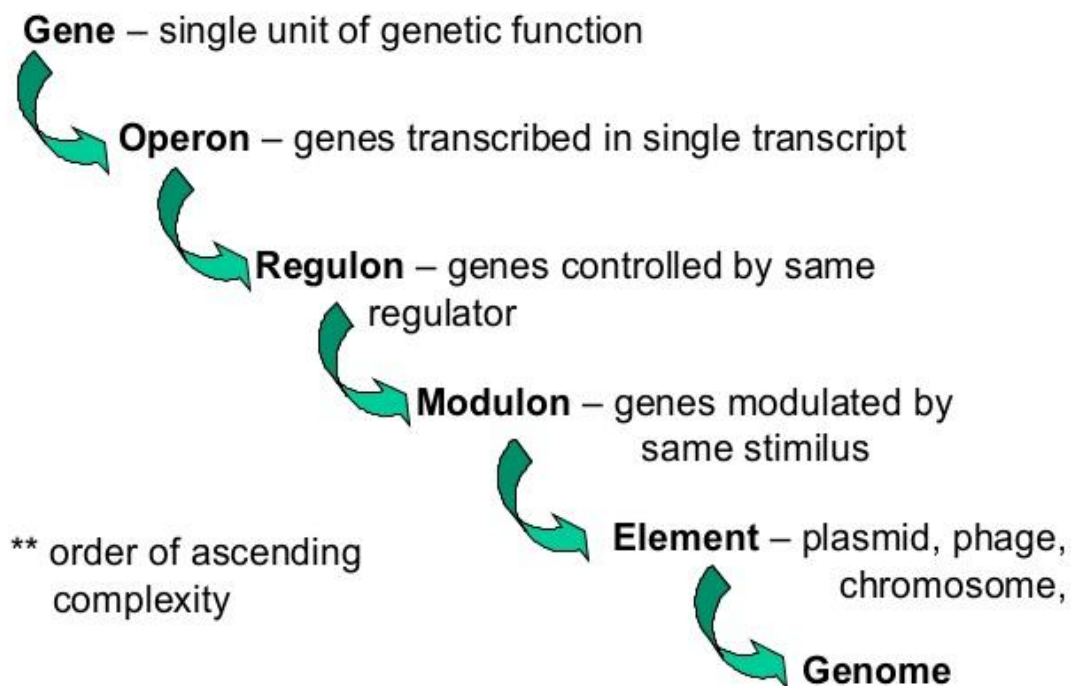 Gene – single unit of genetic function
Operon – genes transcribed in single transcript
Regulon – genes controlled by same
regulator
Modulon – genes modulated by
same stimilus
Element – plasmid, phage,
chromosome,
** order of ascending
complexity
Genome